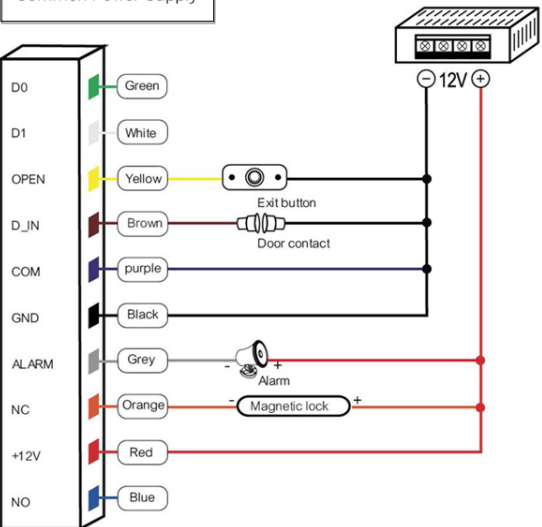 Common Power Supply
12V
D0 Green
D1 White
OPEN Yellow
Exit button
D_IN Brown
Door contact
COM purple
GND Black
ALARM Grey - +
Alarm
NC Orange - Magnetic lock +
+12V Red
NO Blue